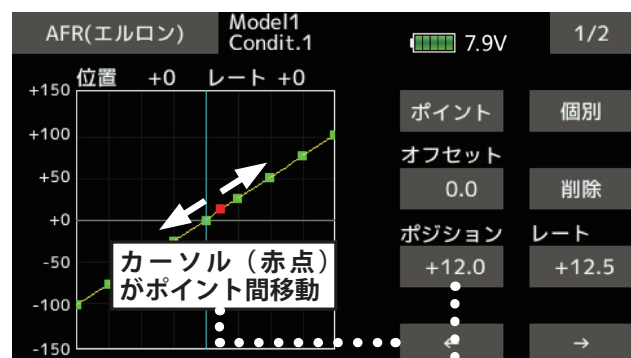 AFR(エルロン)
Model1
Condit.1
7.9V
1/2
位置 +0 レート +0
+150
+100
+50
+0
-50
-100
-150
カーソル（赤点）
がポイント間移動
ポイント
個別
オフセット
0.0
削除
ポジション レート
+12.0
+12.5
←
→